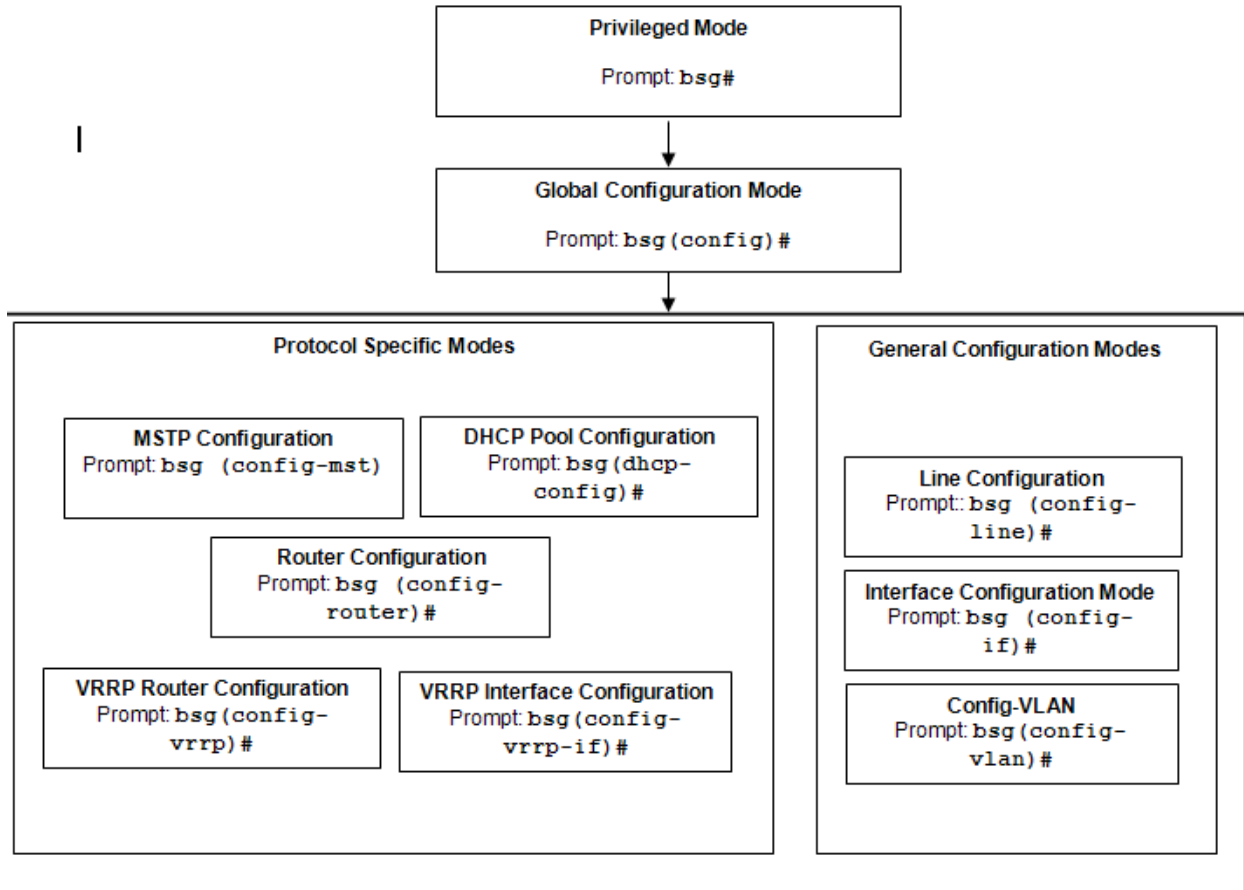 Privileged Mode
Prompt: bsg#
Global Configuration Mode
Prompt: bsg(config)#
Protocol Specific Modes
MSTP Configuration
Prompt: bsg (config-mst)
DHCP Pool Configuration
Prompt: bsg(dhcp-
config)#
Router Configuration
Prompt: bsg (config-
router)#
VRRP Router Configuration
Prompt: bsg(config-
vrrp)#
VRRP Interface Configuration
Prompt: bsg(config-
vrrp-if)#
General Configuration Modes
Line Configuration
Prompt:: bsg (config-
line)#
Interface Configuration Mode
Prompt: bsg (config-
if)#
Config-VLAN
Prompt: bsg(config-
vlan)#